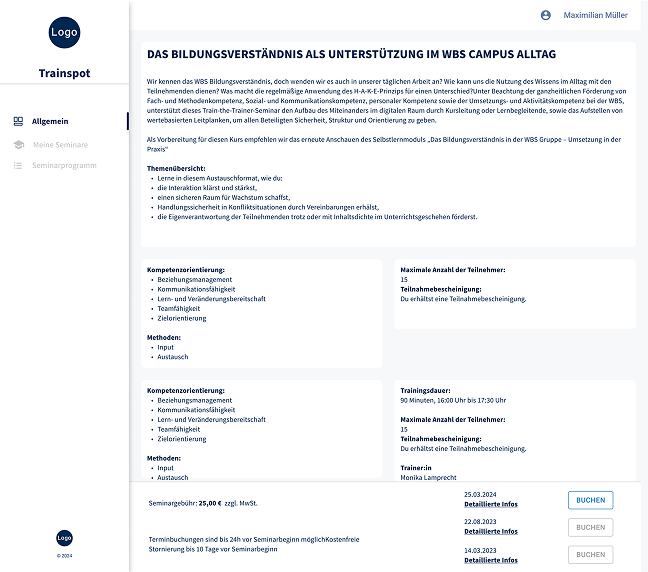 Logo
Trainspot
Allgemein
Meine Seminare
Seminarprogramm
Logo
© 2024
Maximilian Müller
DAS BILDUNGSVERSTÄNDNIS ALS UNTERSTÜTZUNG IM WBS CAMPUS ALLTAG
Wir kennen das WBS Bildungsverständnis, doch wenden wir es auch in unserer täglichen Arbeit an? Wie kann uns die Nutzung des Wissens im Alltag mit den
Teilnehmenden dienen? Was macht die regelmäßige Anwendung des H-A-K-E-Prinzips für einen Unterschied?Unter Beachtung der ganzheitlichen Förderung von
Fach- und Methodenkompetenz, Sozial- und Kommunikationskompetenz, personaler Kompetenz sowie der Umsetzungs- und Aktivitätskompetenz bei der WBS,
unterstützt dieses Train-the-Trainer-Seminar den Aufbau des Miteinanders im digitalen Raum durch Kursleitung oder Lernbegleitende, sowie das Aufstellen von
wertebasierten Leitplanken, um allen Beteiligten Sicherheit, Struktur und Orientierung zu geben.
Als Vorbereitung für diesen Kurs empfehlen wir das erneute Anschauen des Selbstlernmoduls „Das Bildungsverständnis in der WBS Gruppe – Umsetzung in der
Praxis“
Themenübersicht:
• Lerne in diesem Austauschformat, wie du:
• die Interaktion klärst und stärkst,
• einen sicheren Raum für Wachstum schaffst,
• Handlungssicherheit in Konfliktsituationen durch Vereinbarungen erhälst,
• die Eigenverantwortung der Teilnehmenden trotz oder mit Inhaltsdichte im Unterrichtsgeschehen förderst.
Kompetenzorientierung:
• Beziehungsmanagement
• Kommunikationsfähigkeit
• Lern- und Veränderungsbereitschaft
• Teamfähigkeit
• Zielorientierung
Methoden:
• Input
• Austausch
Maximale Anzahl der Teilnehmer:
15
Teilnahmebescheinigung:
Du erhältst eine Teilnahmebescheinigung.
Kompetenzorientierung:
• Beziehungsmanagement
• Kommunikationsfähigkeit
• Lern- und Veränderungsbereitschaft
• Teamfähigkeit
• Zielorientierung
Methoden:
• Input
• Austausch
Trainingsdauer:
90 Minuten, 16:00 Uhr bis 17:30 Uhr
Maximale Anzahl der Teilnehmer:
15
Teilnahmebescheinigung:
Du erhältst eine Teilnahmebescheinigung.
Trainer:in
Monika Lamprecht
Seminargebühr: 25,00 € zzgl. MwSt.
Terminbuchungen sind bis 24h vor Seminarbeginn möglichKostenfreie
Stornierung bis 10 Tage vor Seminarbeginn
25.03.2024
Detaillierte Infos
BUCHEN
22.08.2023
Detaillierte Infos
BUCHEN
14.03.2023
Detaillierte Infos
BUCHEN